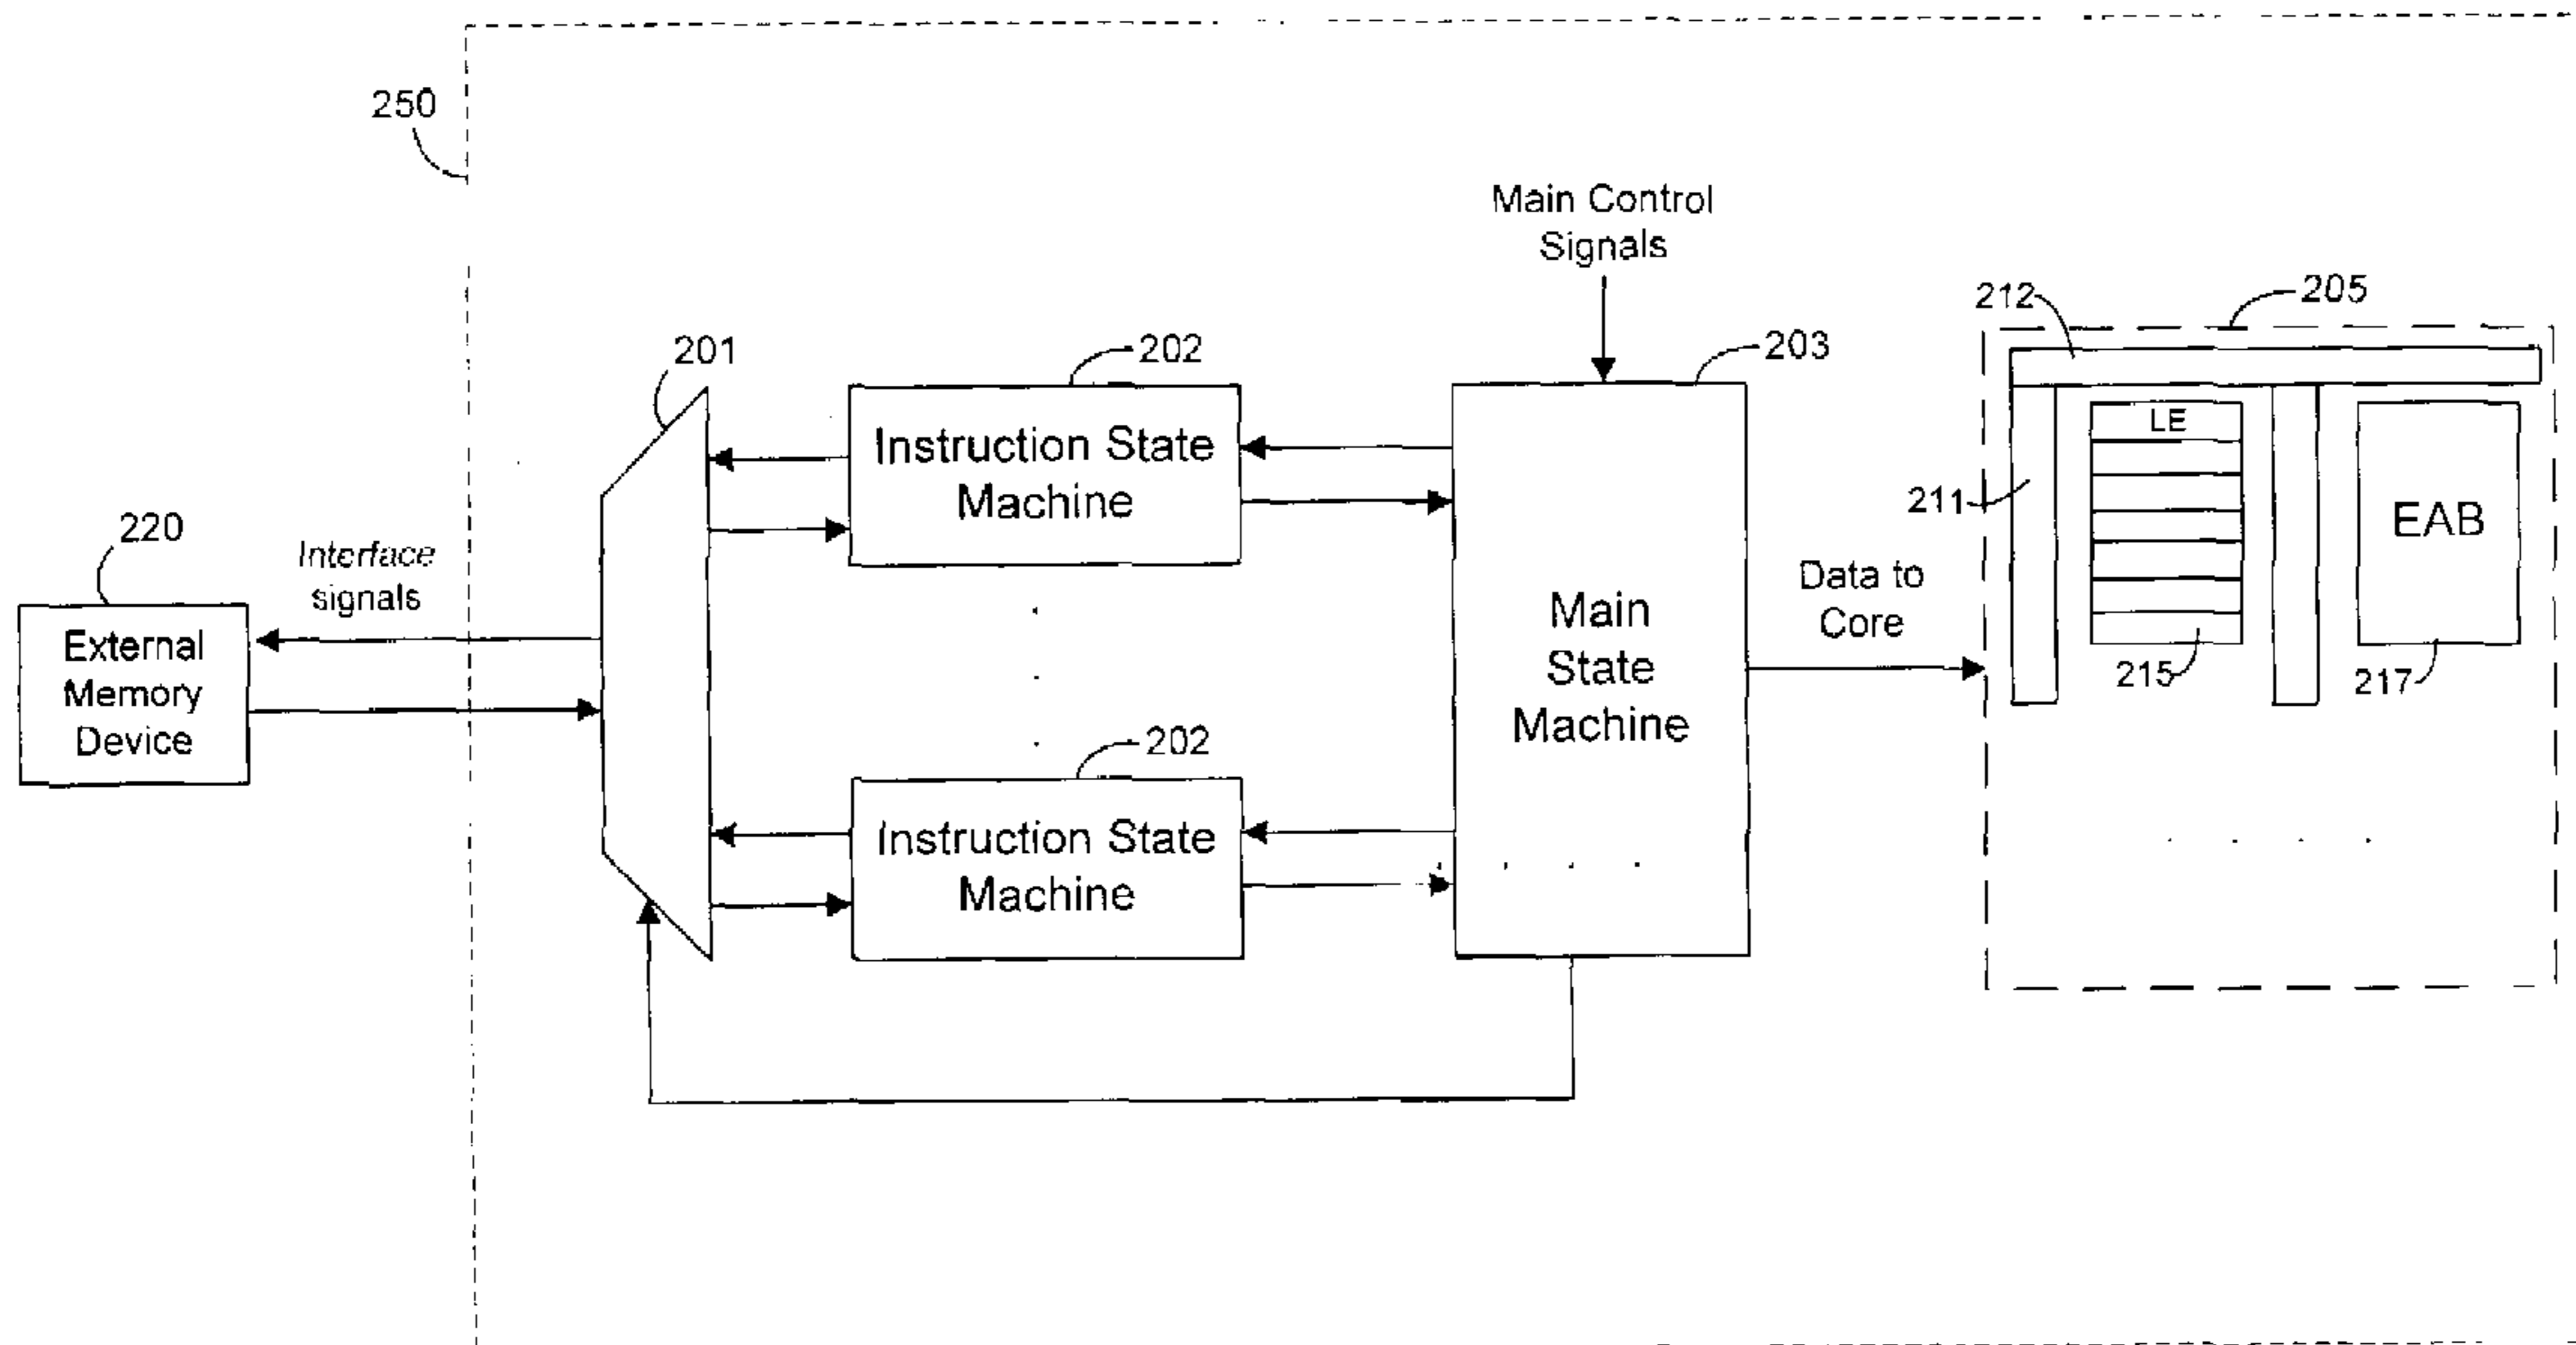 250
Main Control
Signals
212
205
201
202
203
LE
Instruction State
Machine
211
EAB
220
Interface
signals
Data to
Core
External
Memory
Device
Main
State
Machine
215
217
202
Instruction State
Machine